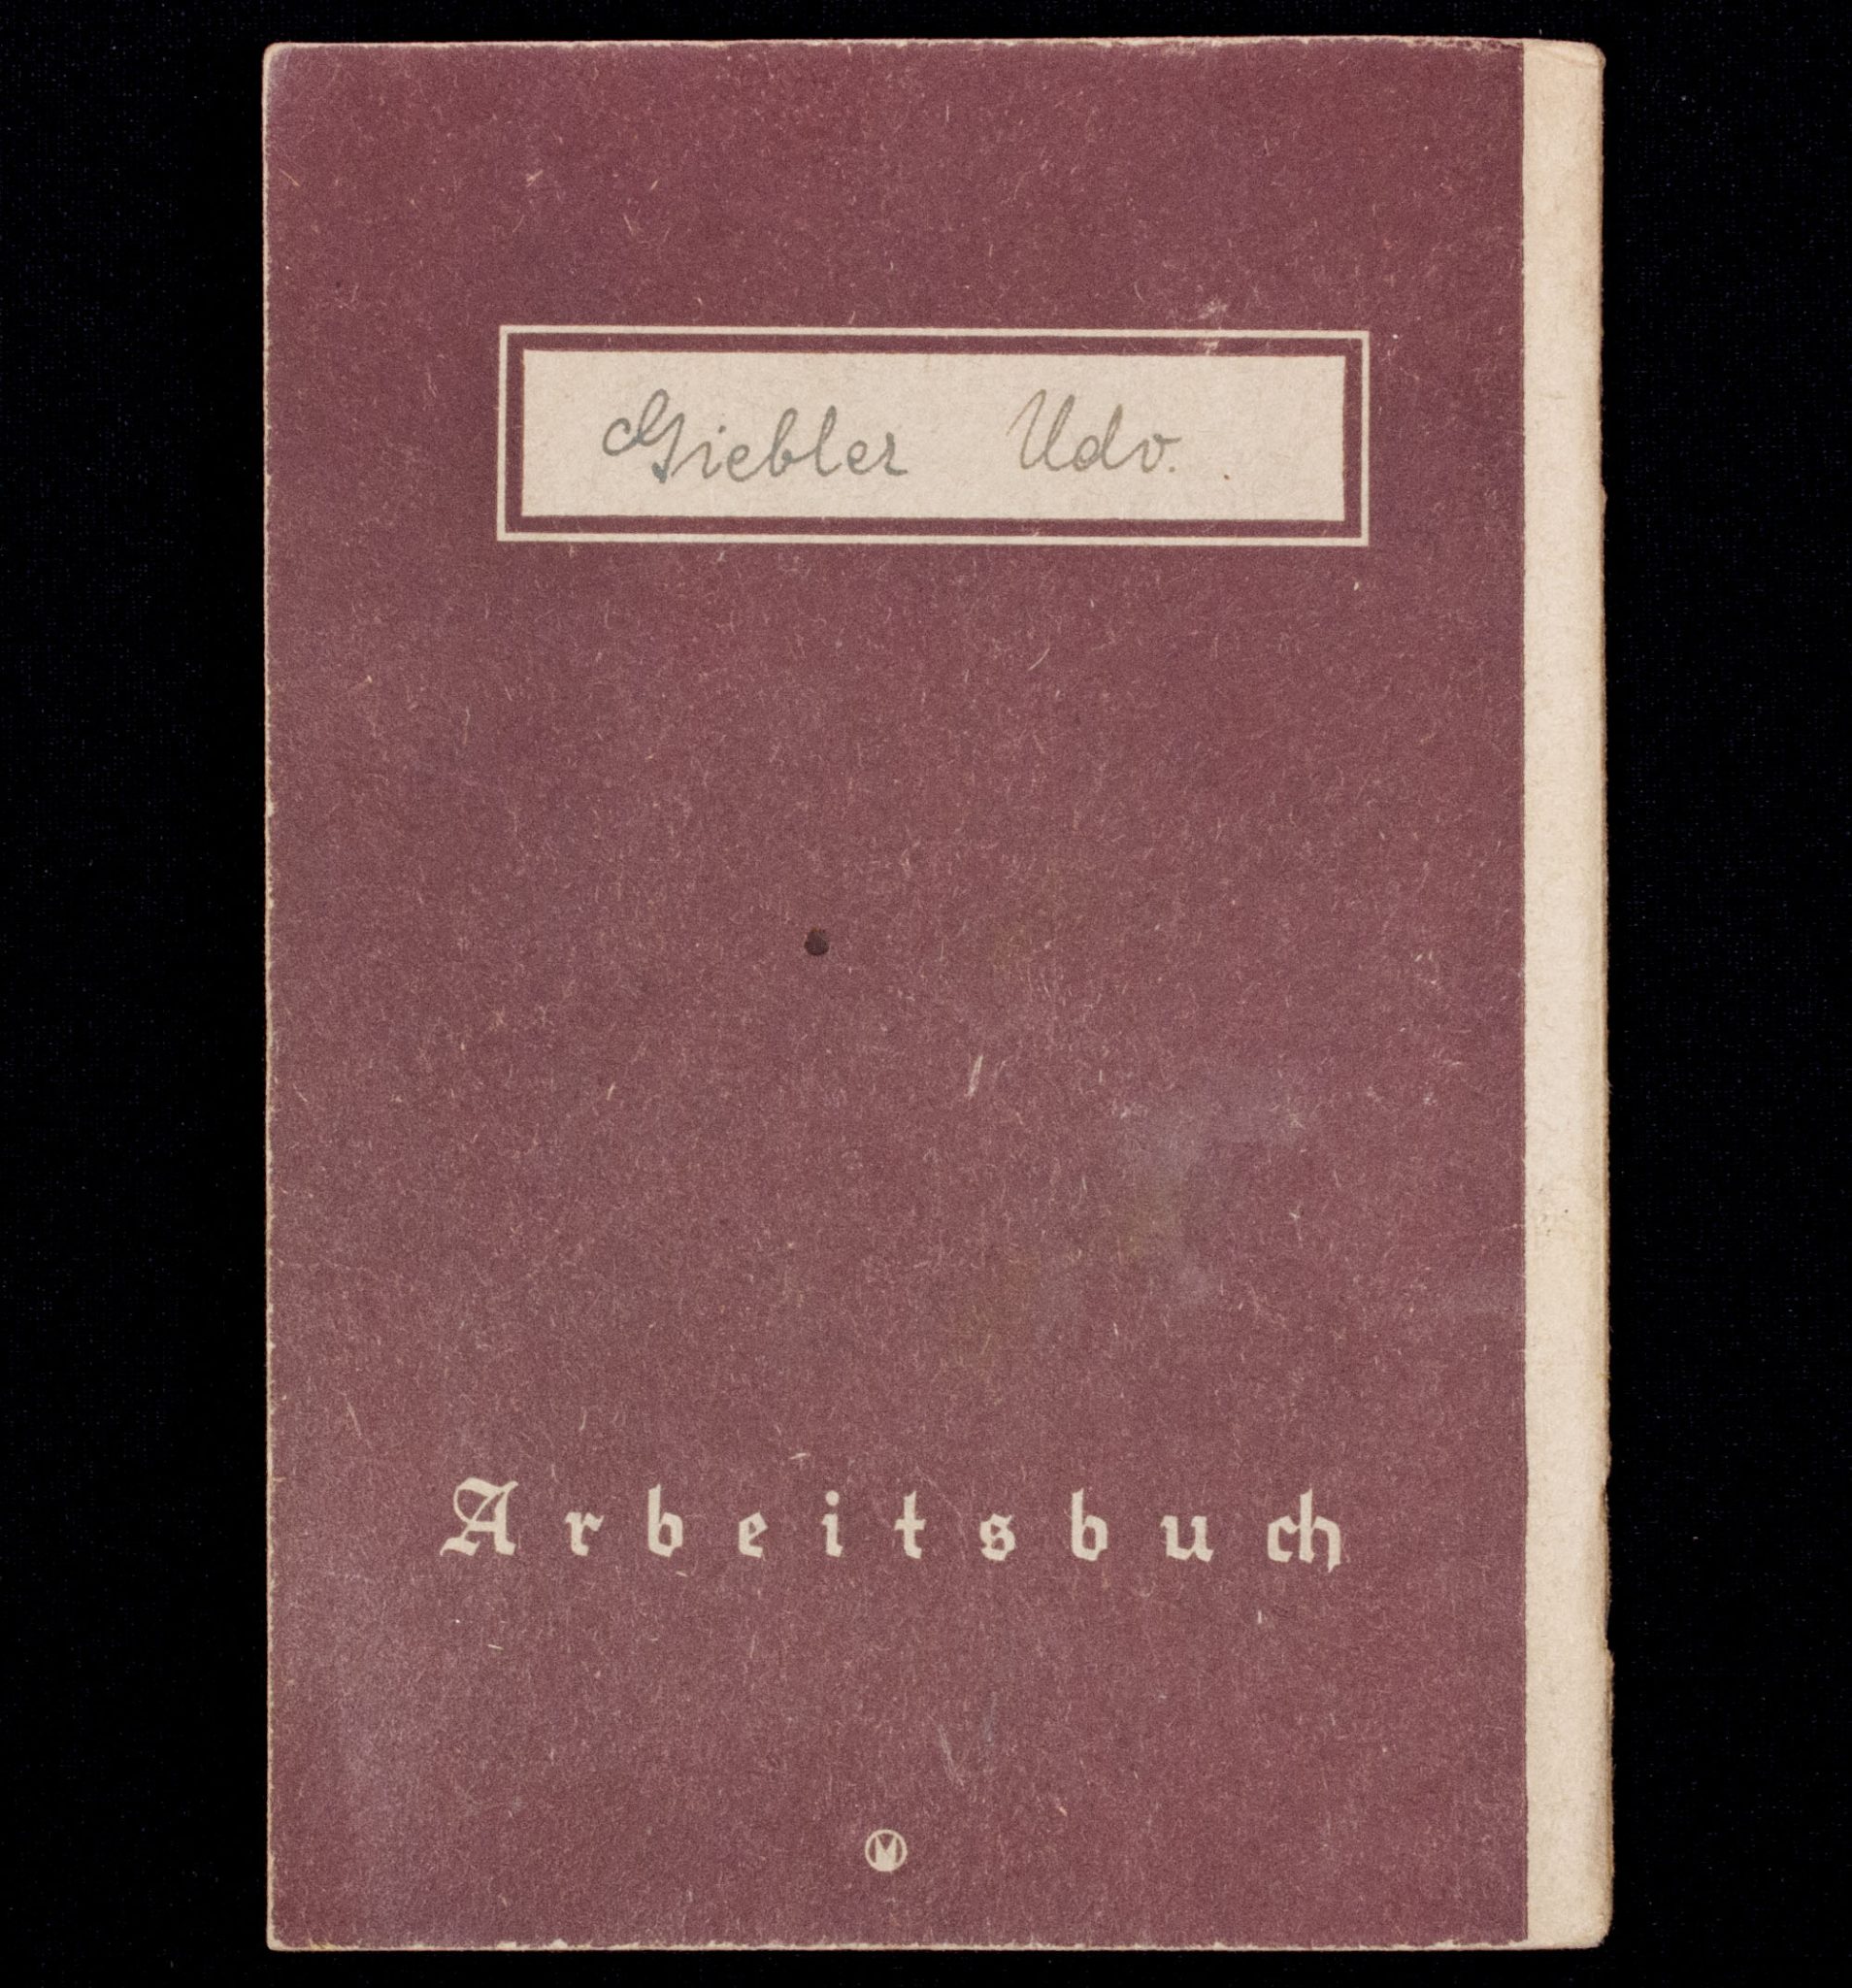 Giebler Udo.
Arbeitsbuch
M